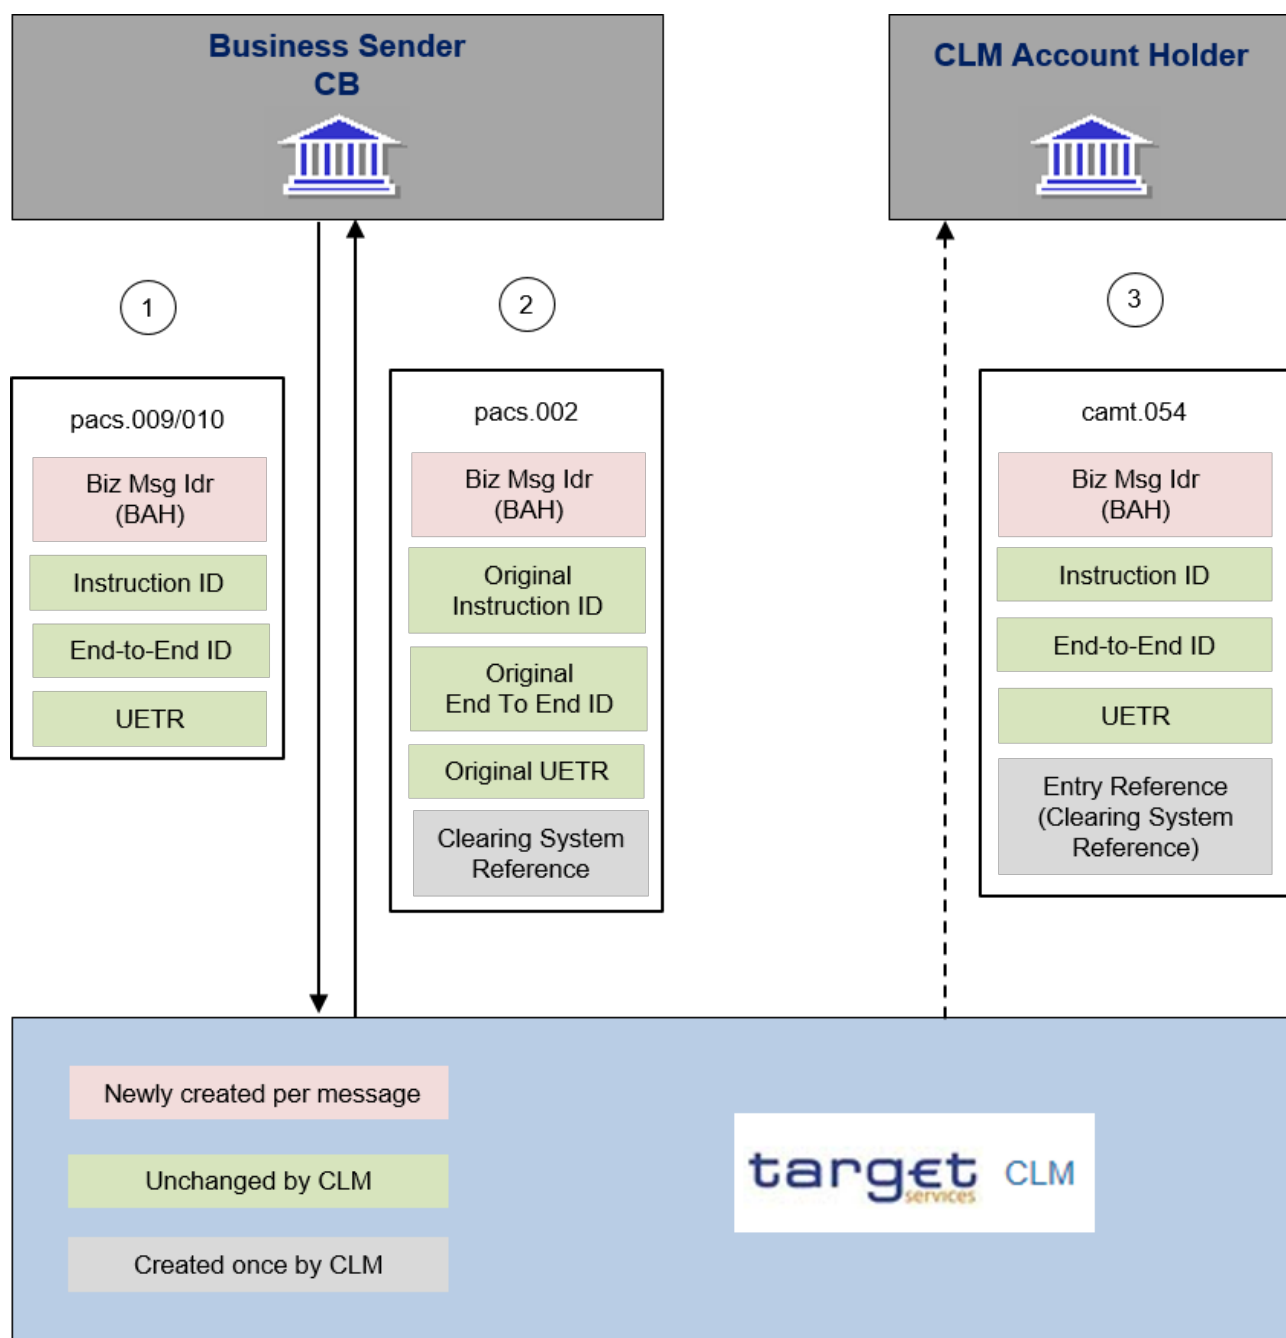 Business Sender
CB
CLM Account Holder
1
2
3
pacs.009/010
Biz Msg Idr
(BAH)
Instruction ID
End-to-End ID
UETR
pacs.002
Biz Msg Idr
(BAH)
Original
Instruction ID
Original
End To End ID
Original UETR
Clearing System
Reference
camt.054
Biz Msg Idr
(BAH)
Instruction ID
End-to-End ID
UETR
Entry Reference
(Clearing System
Reference)
Newly created per message
Unchanged by CLM
Created once by CLM
target
services
CLM